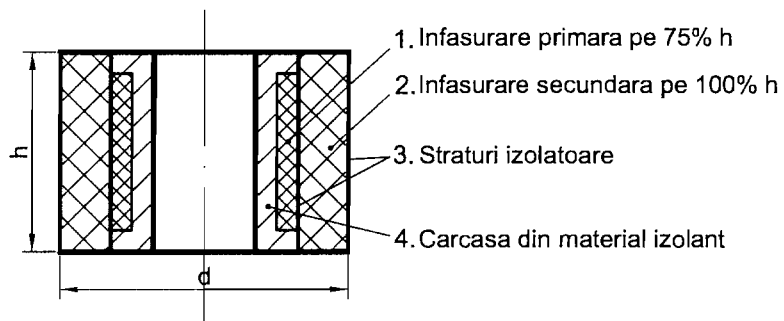 1. Infasurare primara pe 75% h
2. Infasurare secundara pe 100% h
3. Straturi izolatoare
4. Carcasa din material izolant
h
d